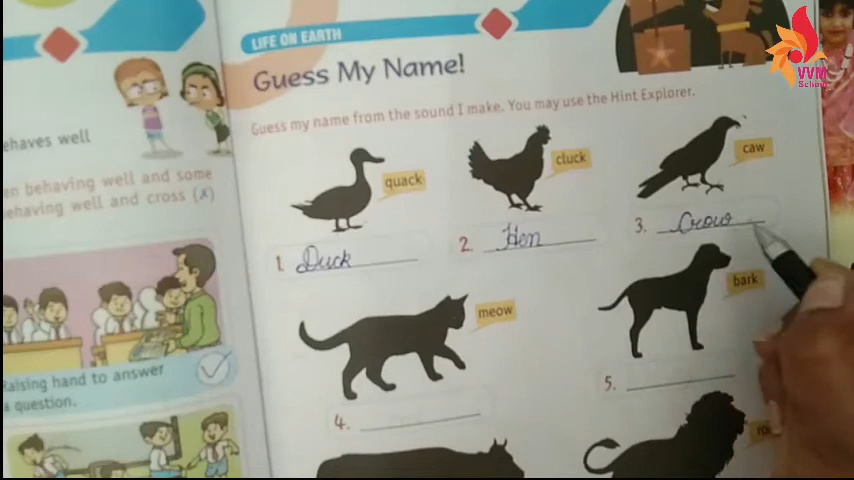 LIFE ON EARTH
Guess My Name!
Guess my name from the sound I make. You may use the Hint Explorer.
quack
cluck
caw
1. Duck
2. Hen
3. Crow
meow
bark
4.
5.
ehaves well
en behaving well and some
ehaving well and cross (✗)
Raising hand to answer
a question.
VVM
School